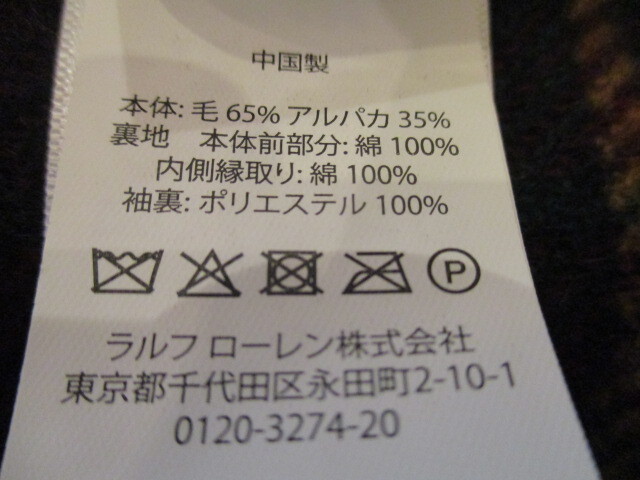 中国製
本体: 毛 65% アルパカ 35%
裏地 本体前部分: 綿 100%
内側縁取り: 綿 100%
袖裏: ポリエステル 100%
P
ラルフ ローレン株式会社
東京都千代田区永田町2-10-1
0120-3274-20